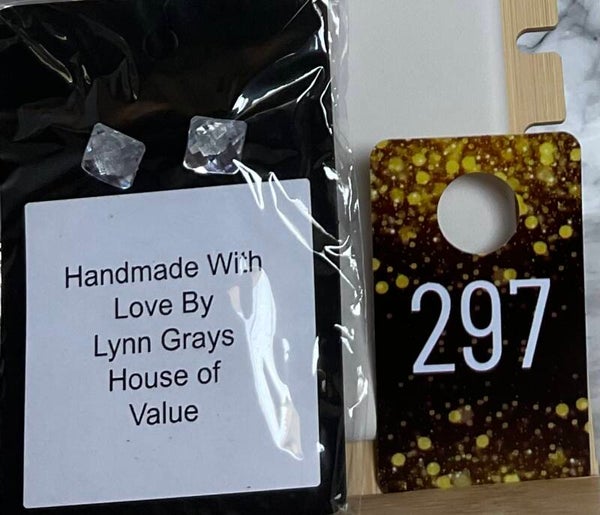 Handmade With
Love By
Lynn Grays
House of
Value
297